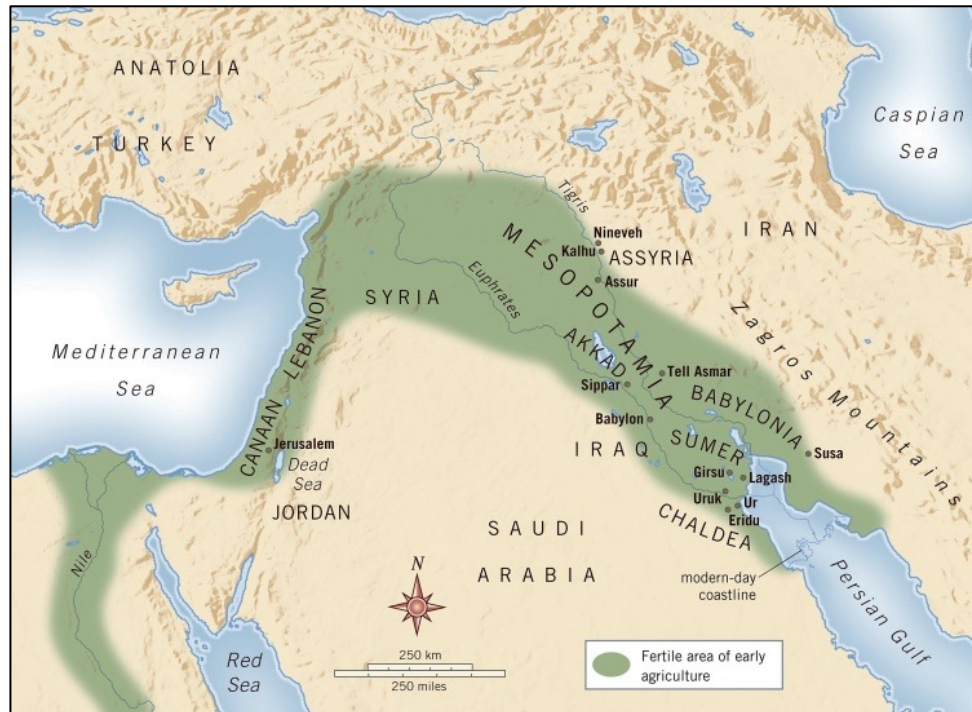 ANATOLIA
TURKEY
Caspian
Sea
Tigris
IRAN
Nineveh
Kalhu
ASSYRIA
MESOPOTAMIA
Assur
Euphrates
SYRIA
Zagros Mountains
LEBANON
Mediterranean
Sea
AKKAD
Tell Asmar
Sippar
BABYLONIA
Babylon
CANAAN
Jerusalem
SUMER
IRAQ
Susa
Dead
Sea
Girsu
Lagash
Uruk
Ur
Eridu
JORDAN
CHALDEA
SAUDI
ARABIA
Nile
N
modern-day
coastline
Persian Gulf
250 km
250 miles
Fertile area of early
agriculture
Red
Sea